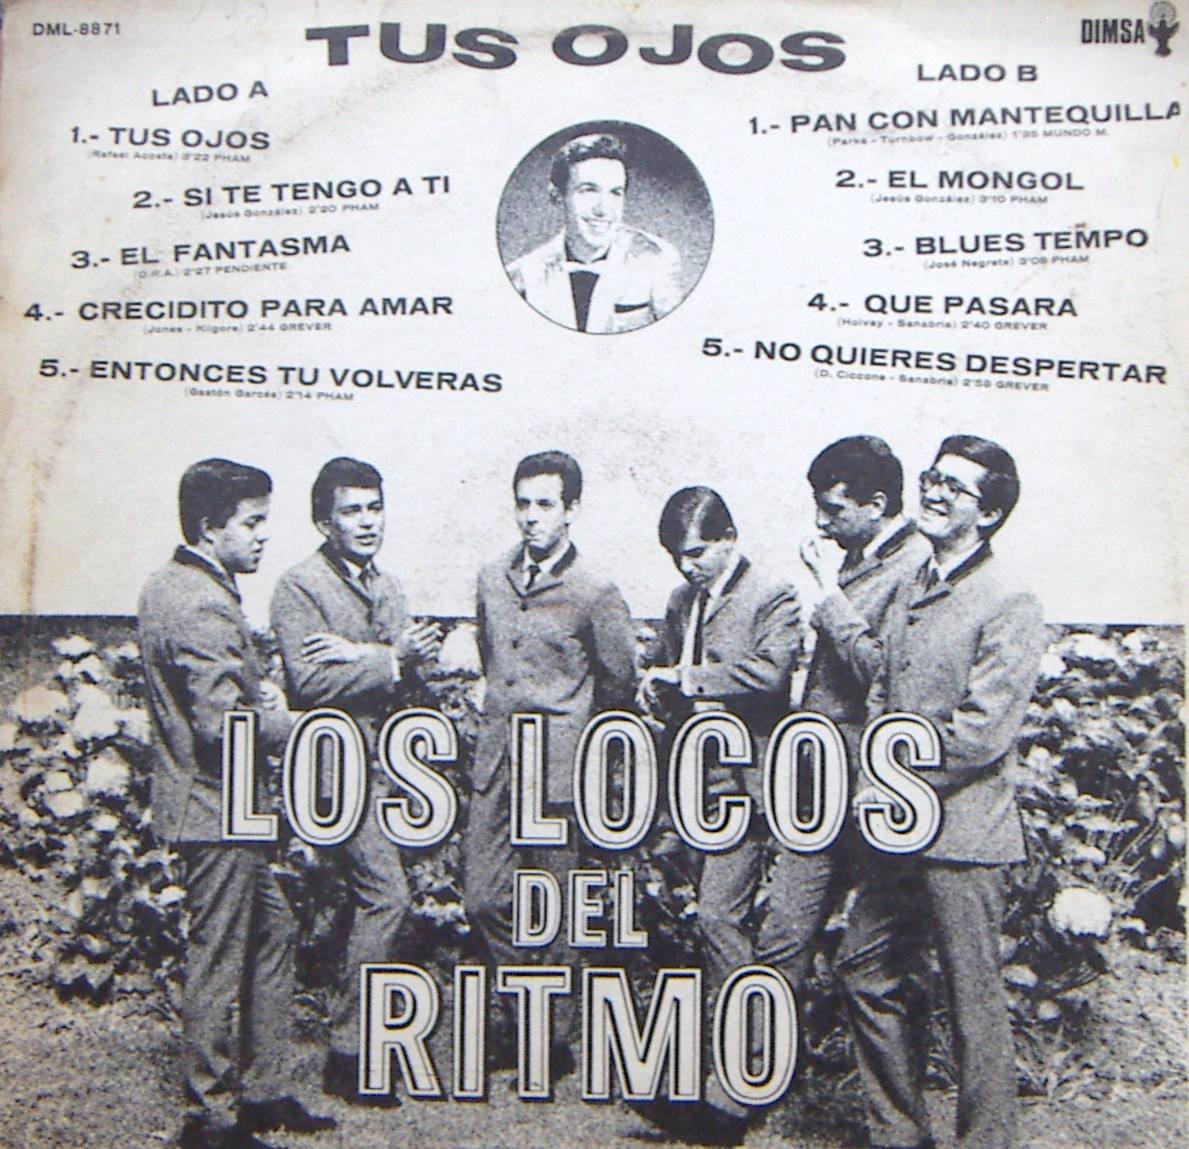 DML-8871
TUS OJOS
DIMSA
LADO A
1.- TUS OJOS
(Rafael Acosta) 3'22 PHAM
2.- SI TE TENGO A TI
(Jesús González) 2'20 PHAM
3.- EL FANTASMA
(D.R.A.) 2'27 PENDIENTE
4.- CRECIDITO PARA AMAR
(Jones - Kilgore) 2'44 GREVER
5.- ENTONCES TU VOLVERAS
(Gastón Garcés) 2'14 PHAM
LADO B
1.- PAN CON MANTEQUILLA
(Parks - Turnbow - González) 1'95 MUNDO M.
2.- EL MONGOL
(Jesús González) 3'10 PHAM
3.- BLUES TEMPO
(José Negrete) 3'08 PHAM
4.- QUE PASARA
(Holvay - Sanabria) 2'40 GREVER
5.- NO QUIERES DESPERTAR
(D. Ciccone - Sanabria) 2'58 GREVER
LOS LOCOS
DEL
RITMO